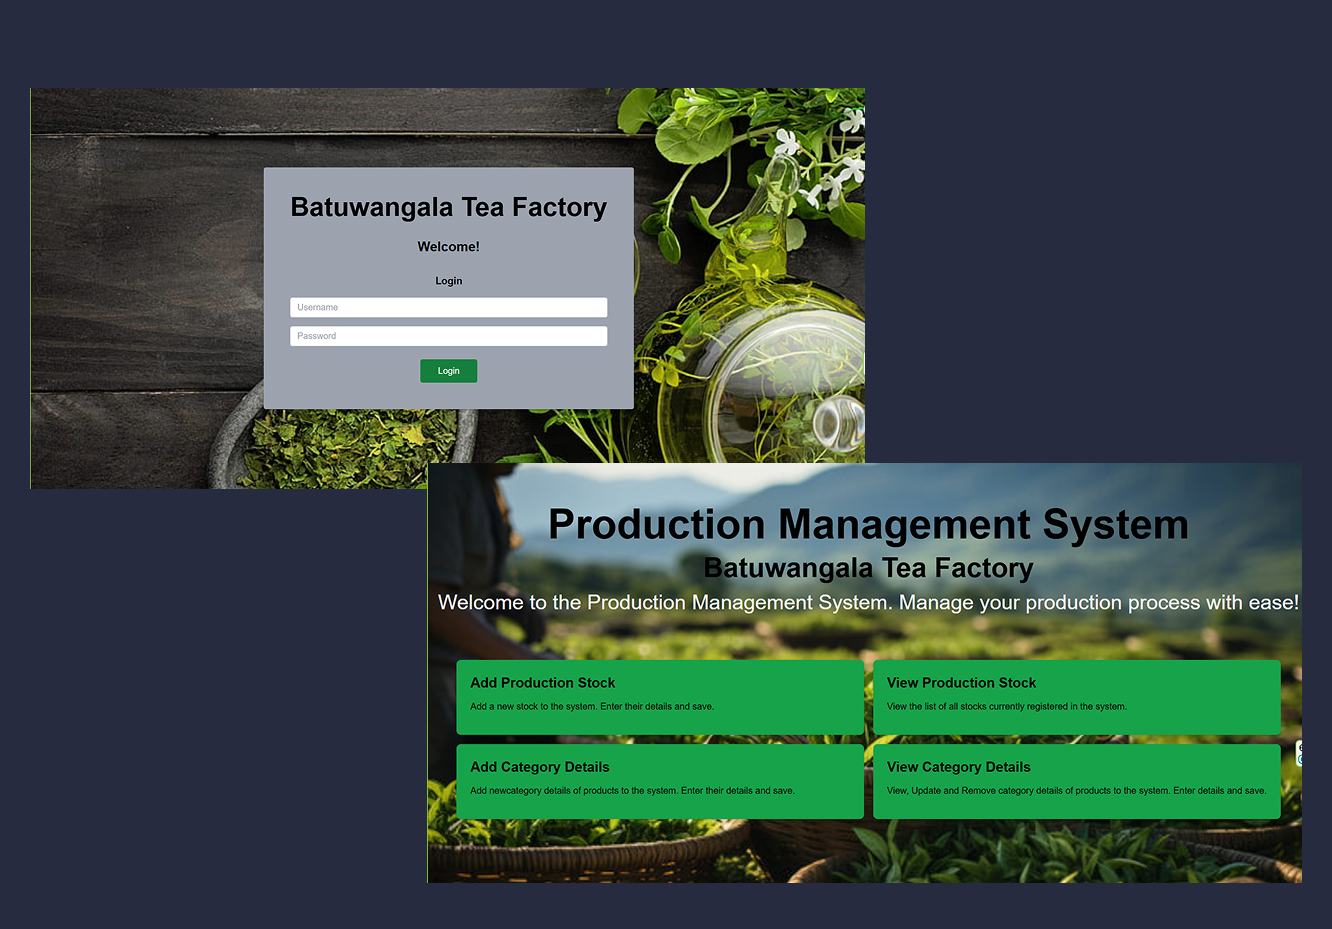 Batuwangala Tea Factory
Welcome!
Login
Username
Password
Login
Production Management System
Batuwangala Tea Factory
Welcome to the Production Management System. Manage your production process with ease!
Add Production Stock
Add a new stock to the system. Enter their details and save.
View Production Stock
View the list of all stocks currently registered in the system.
Add Category Details
Add newcategory details of products to the system. Enter their details and save.
View Category Details
View, Update and Remove category details of products to the system. Enter details and save.